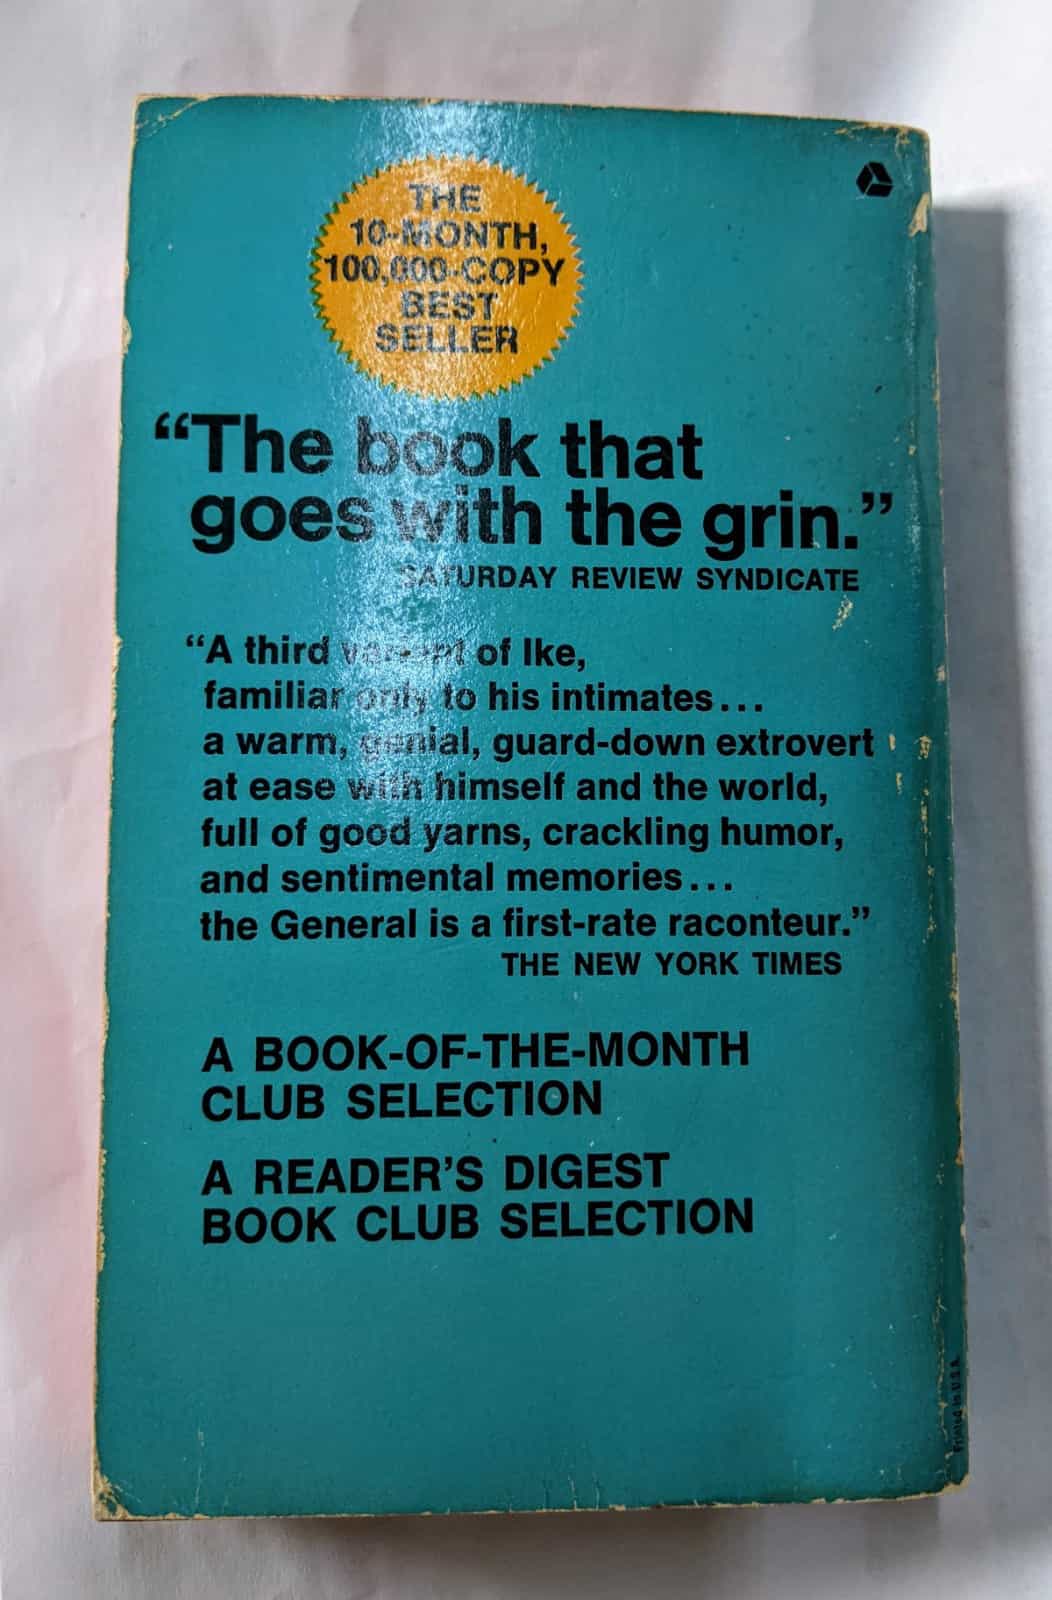 THE
10-MONTH,
100,000-COPY
BEST
SELLER
“The book that
goes with the grin.”
SATURDAY REVIEW SYNDICATE
“A third variant of Ike,
familiar only to his intimates...
a warm, genial, guard-down extrovert
at ease with himself and the world,
full of good yarns, crackling humor,
and sentimental memories...
the General is a first-rate raconteur.”
THE NEW YORK TIMES
A BOOK-OF-THE-MONTH
CLUB SELECTION
A READER’S DIGEST
BOOK CLUB SELECTION
Printed in U.S.A.